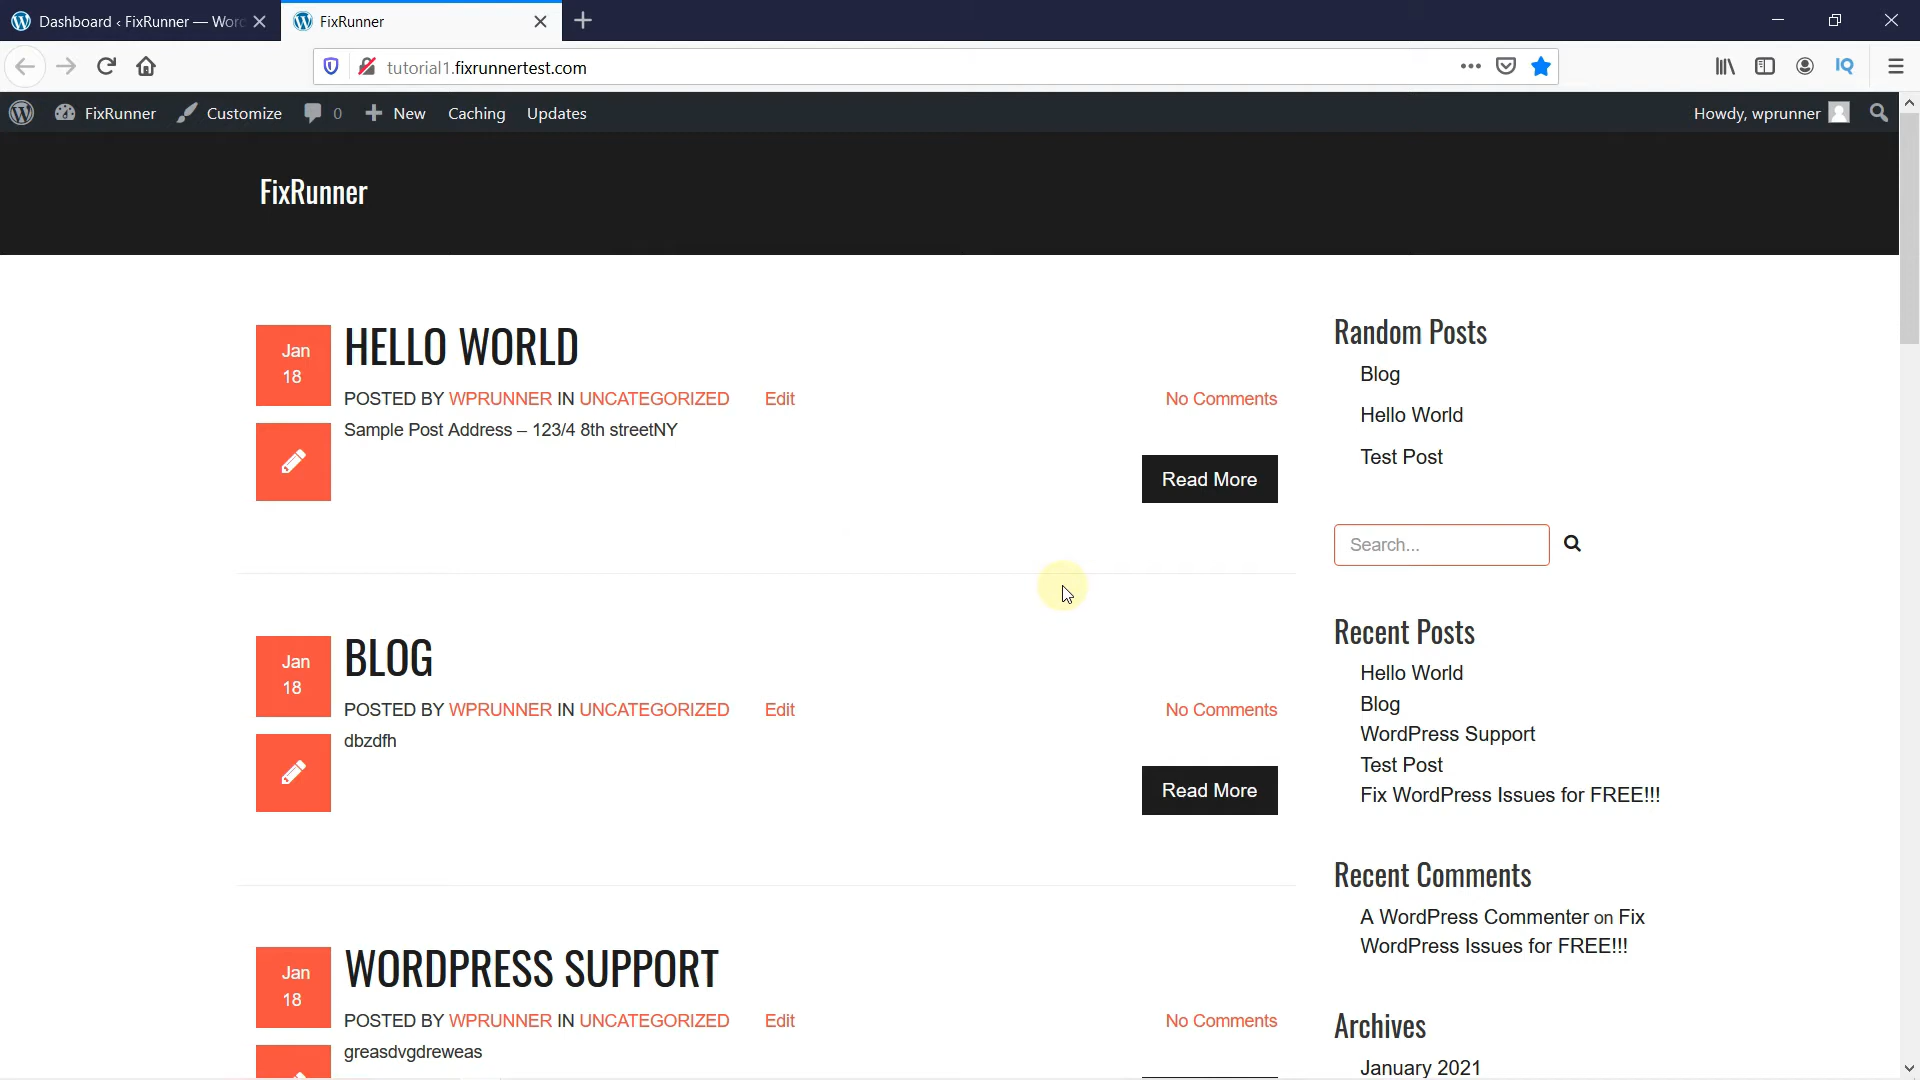 Dashboard ‹ FixRunner — Wor
FixRunner
tutorial1.fixrunnertest.com
IQ
FixRunner
Customize
0
New
Caching
Updates
Howdy, wprunner
FixRunner
Jan
18
HELLO WORLD
POSTED BY WPRUNNER IN UNCATEGORIZED
Edit
No Comments
Sample Post Address – 123/4 8th streetNY
Read More
Jan
18
BLOG
POSTED BY WPRUNNER IN UNCATEGORIZED
Edit
No Comments
dbzdfh
Read More
Jan
18
WORDPRESS SUPPORT
POSTED BY WPRUNNER IN UNCATEGORIZED
Edit
No Comments
greasdvgdreweas
Random Posts
Blog
Hello World
Test Post
Search...
Recent Posts
Hello World
Blog
WordPress Support
Test Post
Fix WordPress Issues for FREE!!!
Recent Comments
A WordPress Commenter on Fix
WordPress Issues for FREE!!!
Archives
January 2021